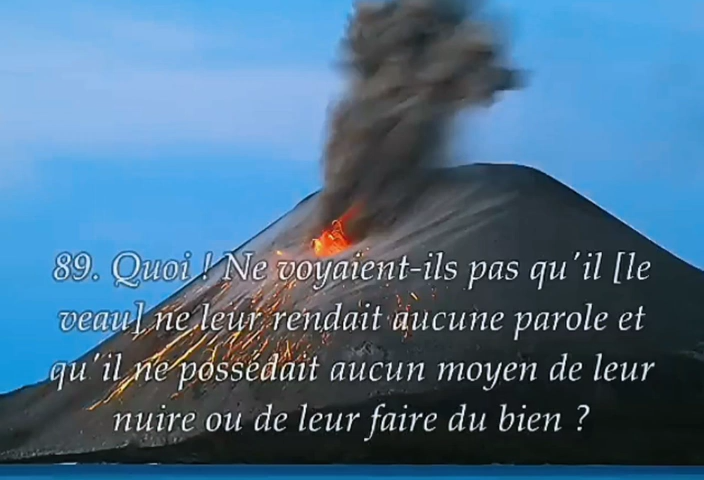 89. Quoi ! Ne voyaient-ils pas qu'il [le
veau] ne leur rendait aucune parole et
qu'il ne possédait aucun moyen de leur
nuire ou de leur faire du bien ?